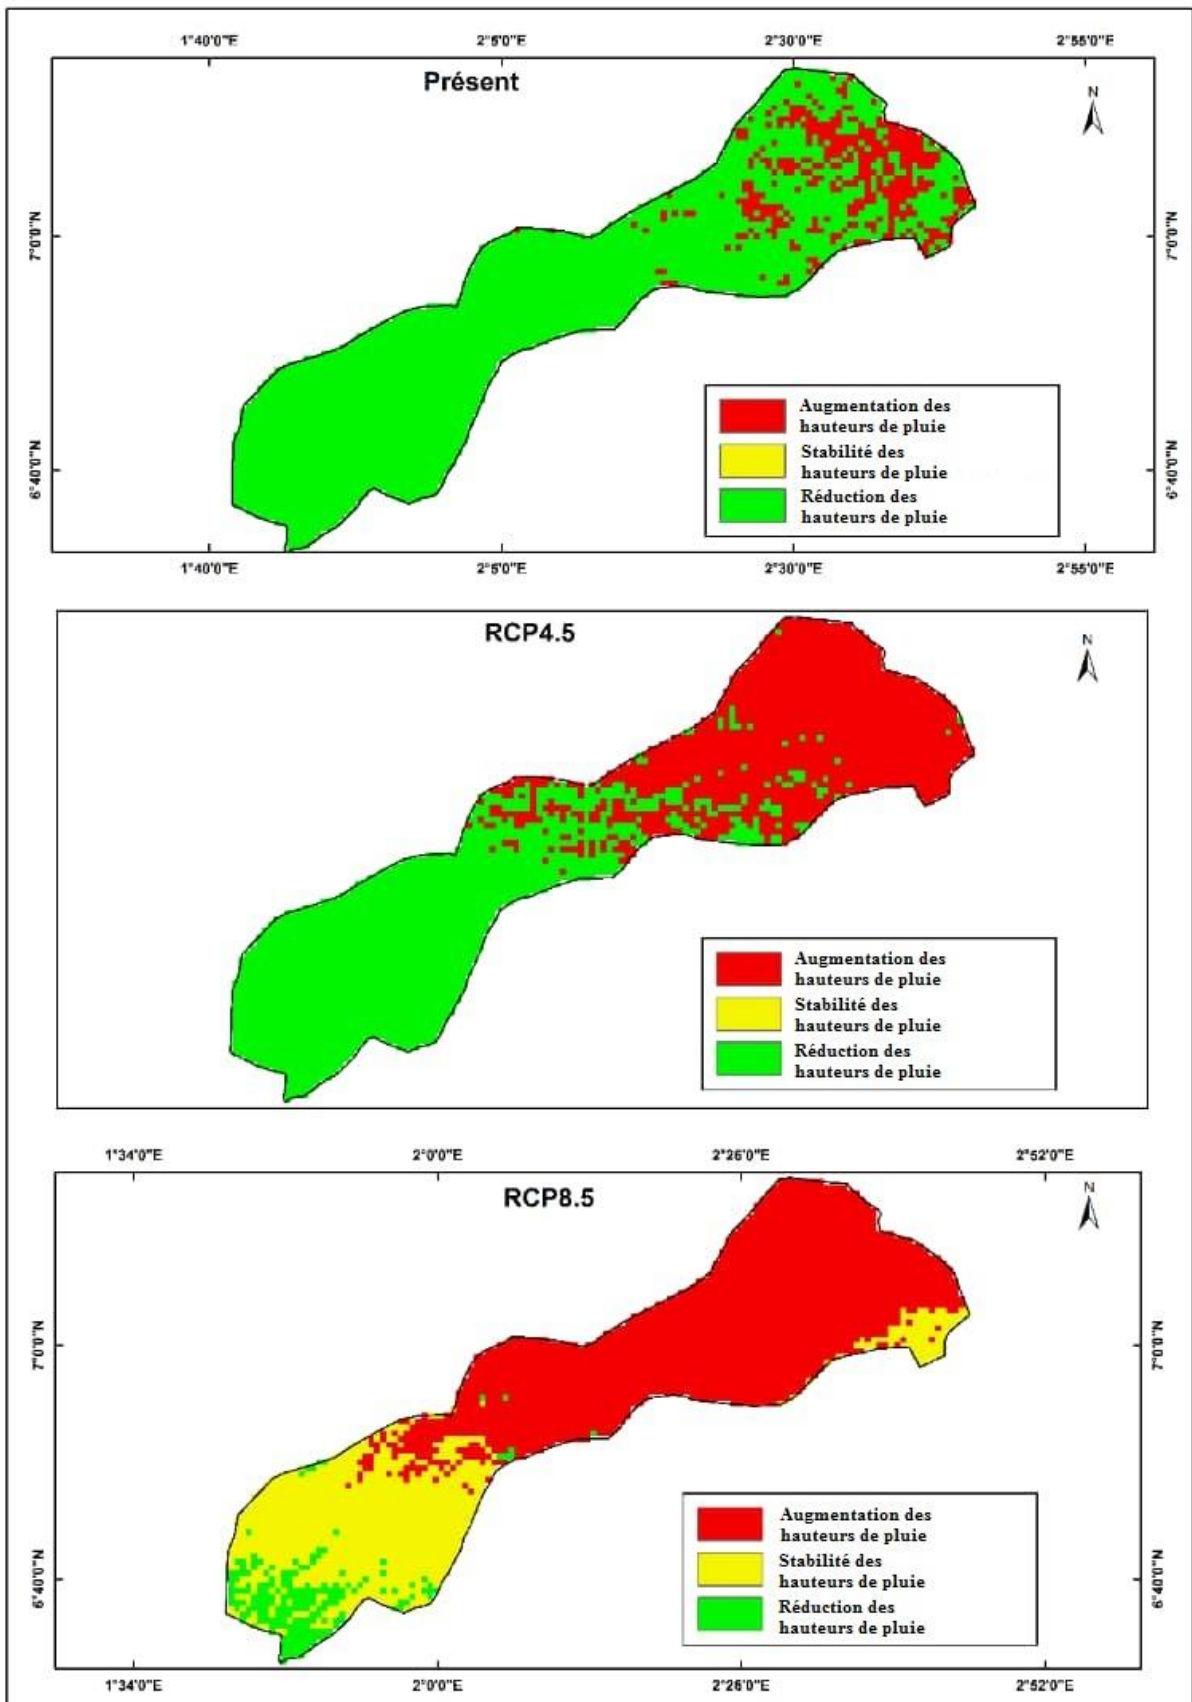 1°40'0"E 2°5'0"E 2°30'0"E 2°55'0"E
Présent
N
7°0'0"N 7°0'0"N
Augmentation des
hauteurs de pluie
Stabilité des
hauteurs de pluie
Réduction des
hauteurs de pluie
6°40'0"N 6°40'0"N
1°40'0"E 2°5'0"E 2°30'0"E 2°55'0"E
RCP4.5
N
Augmentation des
hauteurs de pluie
Stabilité des
hauteurs de pluie
Réduction des
hauteurs de pluie
1°34'0"E 2°0'0"E 2°26'0"E 2°52'0"E
RCP8.5
N
7°0'0"N 7°0'0"N
Augmentation des
hauteurs de pluie
Stabilité des
hauteurs de pluie
Réduction des
hauteurs de pluie
6°40'0"N 6°40'0"N
1°34'0"E 2°0'0"E 2°26'0"E 2°52'0"E